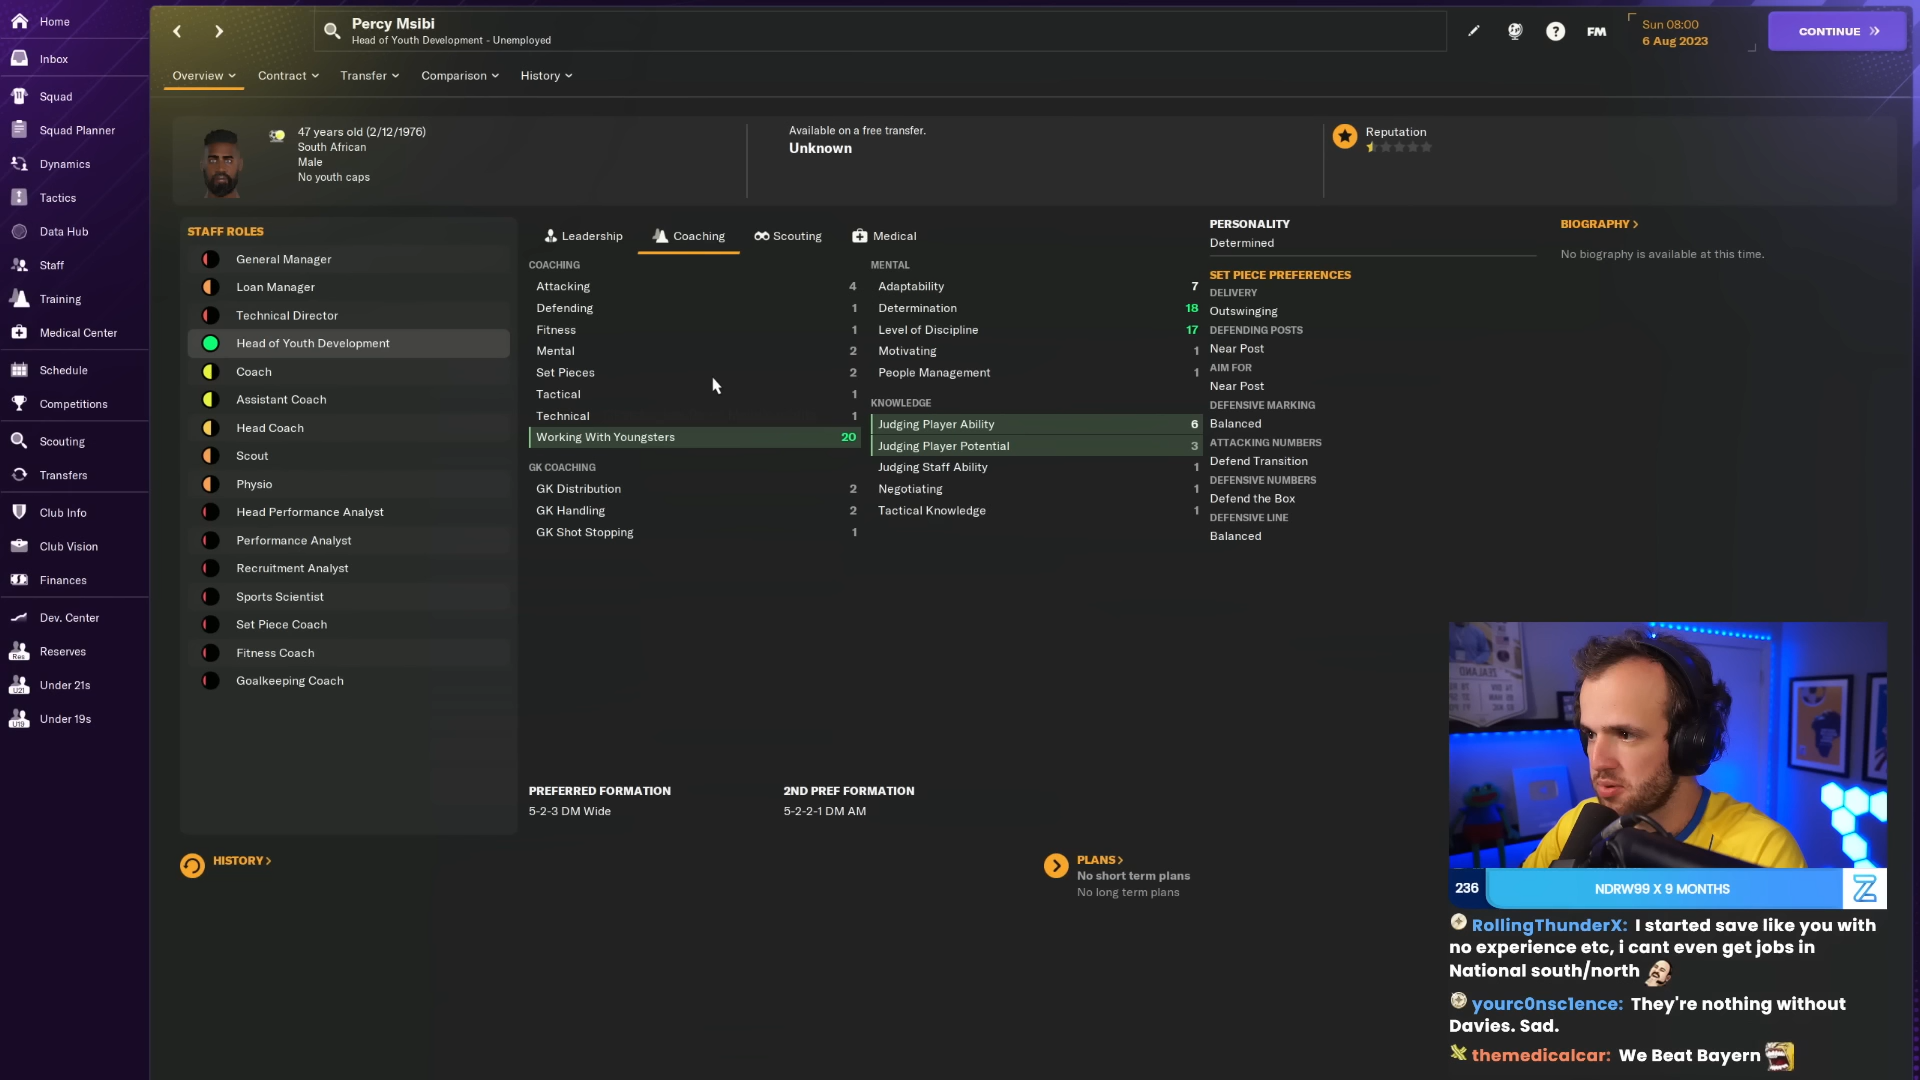 Home
Inbox
Squad
Squad Planner
Dynamics
Tactics
Data Hub
Staff
Training
Medical Center
Schedule
Competitions
Scouting
Transfers
Club Info
Club Vision
Finances
Dev. Center
Reserves
Under 21s
Under 19s
Percy Msibi
Head of Youth Development - Unemployed
FM
Sun 08:00
6 Aug 2023
CONTINUE
Overview
Contract
Transfer
Comparison
History
47 years old (2/12/1976)
South African
Male
No youth caps
Available on a free transfer.
Unknown
Reputation
STAFF ROLES
General Manager
Loan Manager
Technical Director
Head of Youth Development
Coach
Assistant Coach
Head Coach
Scout
Physio
Head Performance Analyst
Performance Analyst
Recruitment Analyst
Sports Scientist
Set Piece Coach
Fitness Coach
Goalkeeping Coach
Leadership
Coaching
Scouting
Medical
COACHING
Attacking 4
Defending 1
Fitness 1
Mental 2
Set Pieces 2
Tactical 1
Technical 1
Working With Youngsters 20
GK COACHING
GK Distribution 2
GK Handling 2
GK Shot Stopping 1
MENTAL
Adaptability 7
Determination 18
Level of Discipline 17
Motivating 1
People Management 1
KNOWLEDGE
Judging Player Ability 6
Judging Player Potential 3
Judging Staff Ability 1
Negotiating 1
Tactical Knowledge 1
PERSONALITY
Determined
SET PIECE PREFERENCES
DELIVERY
Outswinging
DEFENDING POSTS
Near Post
AIM FOR
Near Post
DEFENSIVE MARKING
Balanced
ATTACKING NUMBERS
Defend Transition
DEFENSIVE NUMBERS
Defend the Box
DEFENSIVE LINE
Balanced
BIOGRAPHY >
No biography is available at this time.
PREFERRED FORMATION
5-2-3 DM Wide
2ND PREF FORMATION
5-2-2-1 DM AM
HISTORY >
PLANS >
No short term plans
No long term plans
236
NDRW99 X 9 MONTHS
RollingThunderX: I started save like you with
no experience etc, i cant even get jobs in
National south/north
yourc0nsc1ence: They're nothing without
Davies. Sad.
themedicalcar: We Beat Bayern